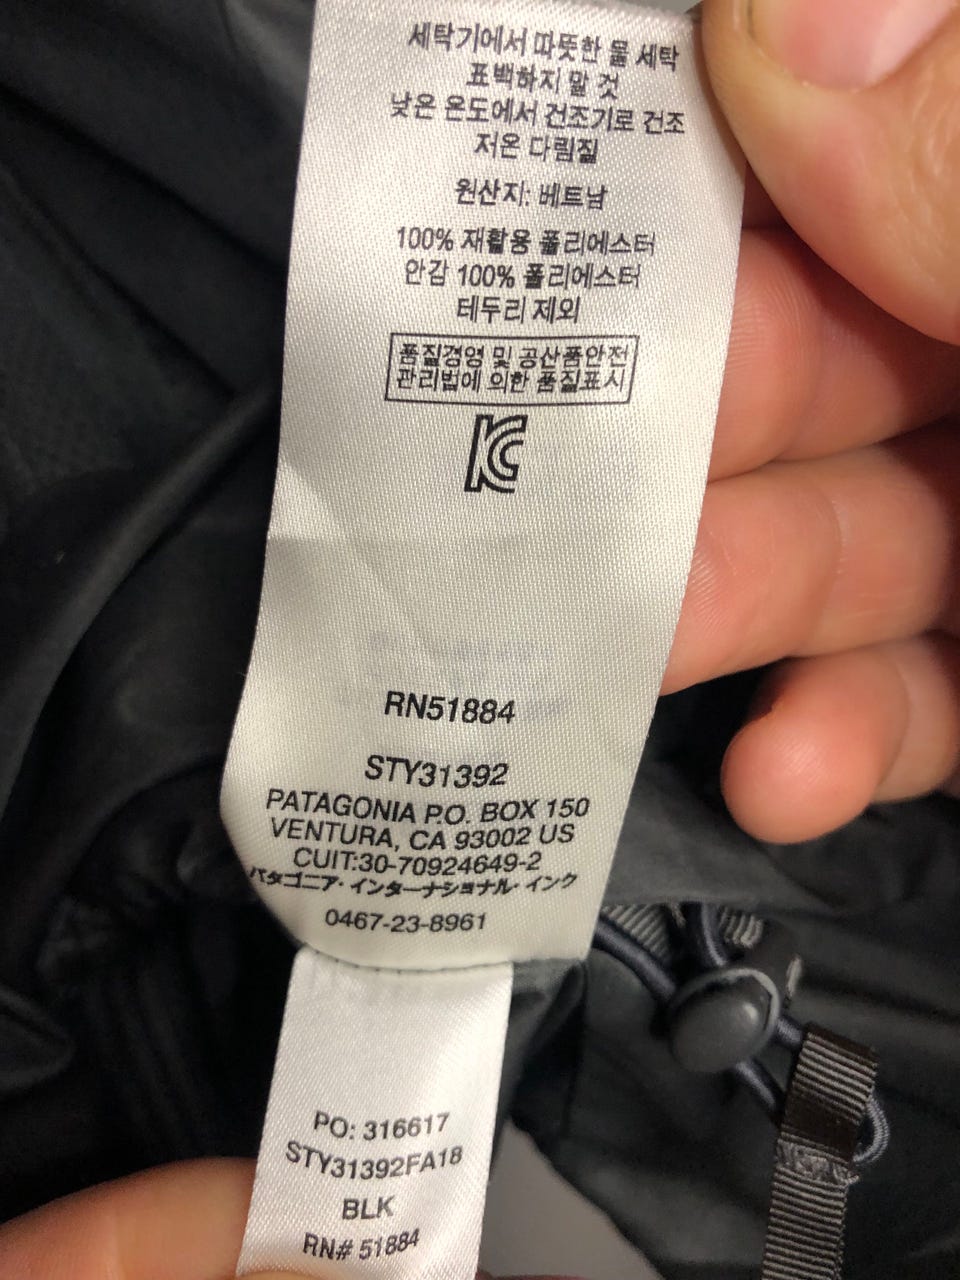 세탁기에서 따뜻한 물 세탁
표백하지 말 것
낮은 온도에서 건조기로 건조
저온 다림질
원산지: 베트남
100% 재활용 폴리에스터
안감 100% 폴리에스터
테두리 제외
품질경영 및 공산품안전
관리법에 의한 품질표시
KC
RN51884
STY31392
PATAGONIA P.O. BOX 150
VENTURA, CA 93002 US
CUIT:30-70924649-2
パタゴニア・インターナショナル・インク
0467-23-8961
PO: 316617
STY31392FA18
BLK
RN# 51884